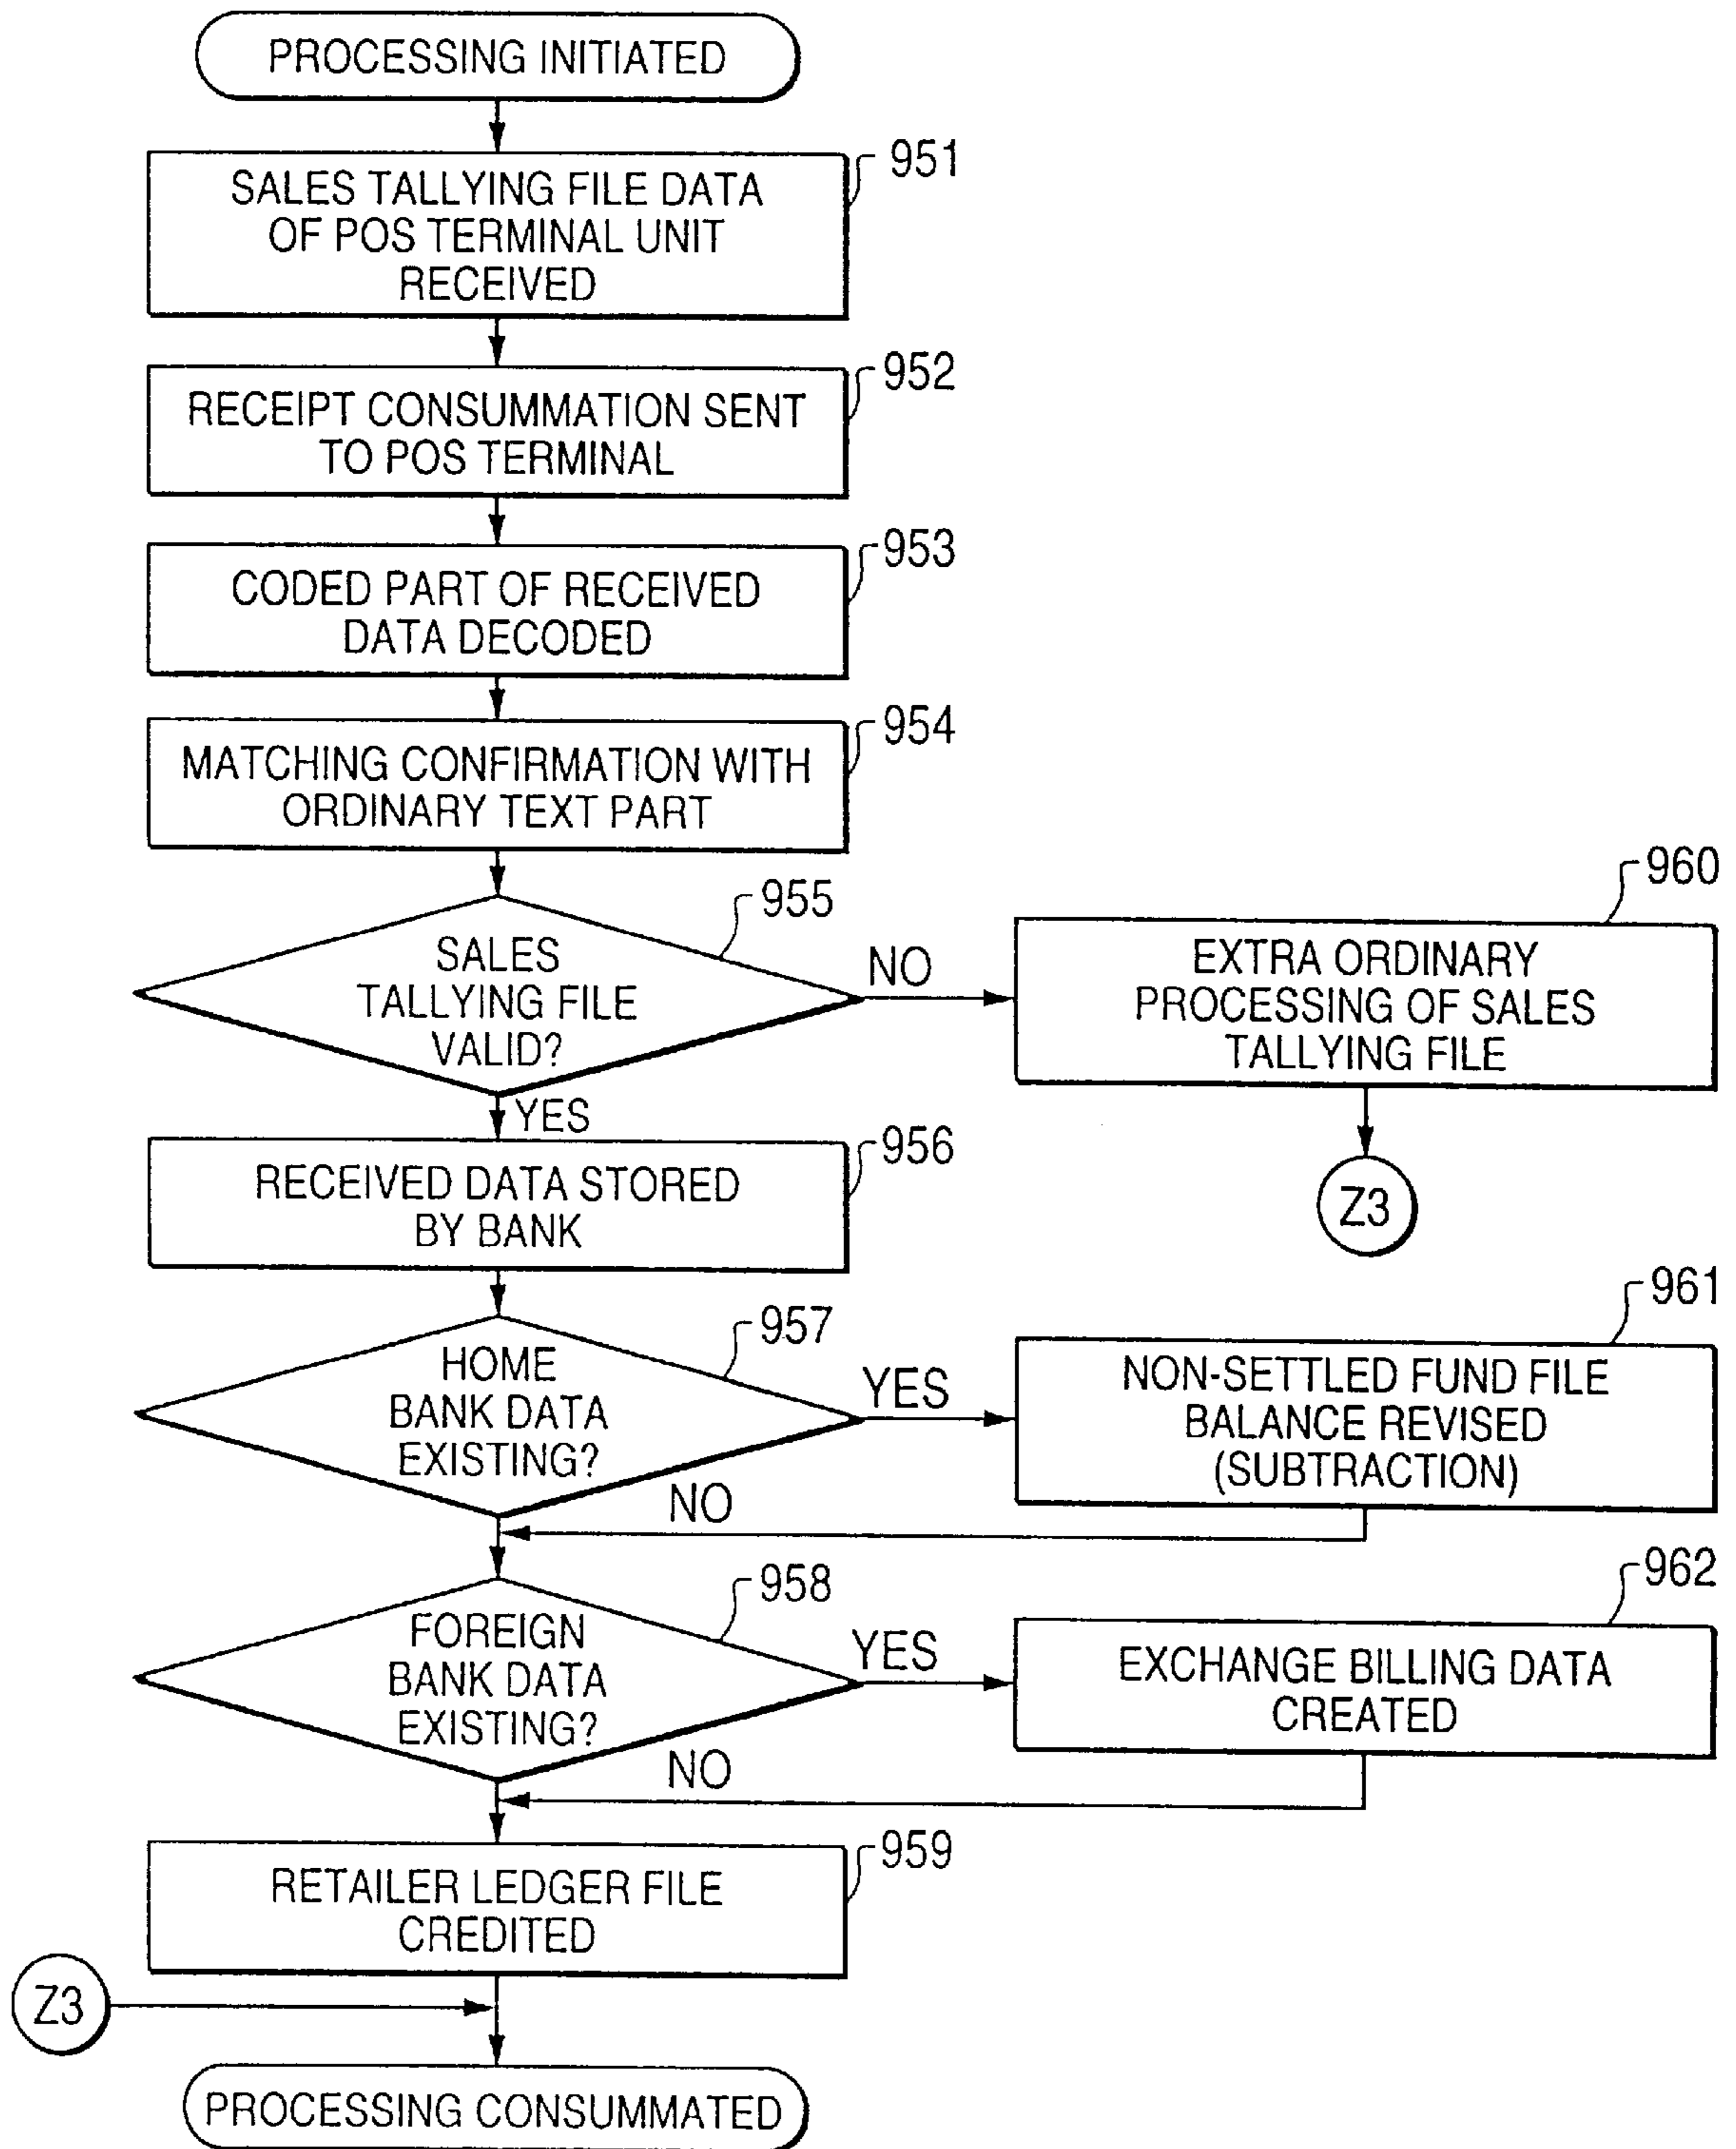 PROCESSING INITIATED
951
SALES TALLYING FILE DATA
OF POS TERMINAL UNIT
RECEIVED
952
RECEIPT CONSUMMATION SENT
TO POS TERMINAL
953
CODED PART OF RECEIVED
DATA DECODED
954
MATCHING CONFIRMATION WITH
ORDINARY TEXT PART
955
SALES
TALLYING FILE
VALID?
NO
960
EXTRA ORDINARY
PROCESSING OF SALES
TALLYING FILE
Z3
YES
956
RECEIVED DATA STORED
BY BANK
957
HOME
BANK DATA
EXISTING?
YES
961
NON-SETTLED FUND FILE
BALANCE REVISED
(SUBTRACTION)
NO
958
FOREIGN
BANK DATA
EXISTING?
YES
962
EXCHANGE BILLING DATA
CREATED
NO
959
RETAILER LEDGER FILE
CREDITED
Z3
PROCESSING CONSUMMATED